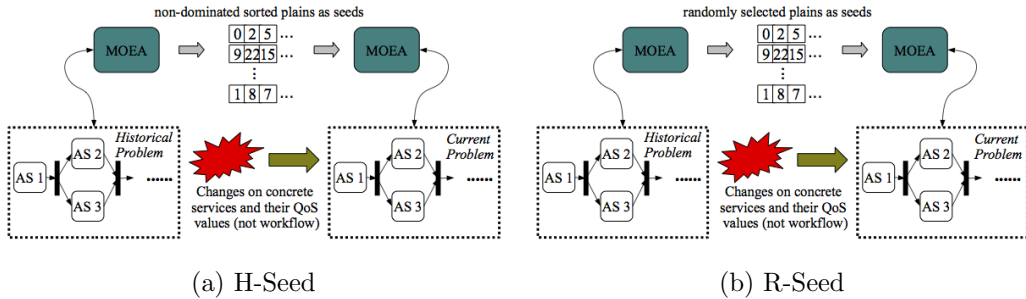 non-dominated sorted plains as seeds
MOEA
0 2 5 ...
9 22 15 ...
⋮
1 8 7 ...
MOEA
Historical
Problem
AS 1
AS 2
AS 3
......
Changes on concrete
services and their QoS
values (not workflow)
Current
Problem
AS 1
AS 2
AS 3
......
(a) H-Seed
randomly selected plains as seeds
MOEA
0 2 5 ...
9 22 15 ...
⋮
1 8 7 ...
MOEA
Historical
Problem
AS 1
AS 2
AS 3
......
Changes on concrete
services and their QoS
values (not workflow)
Current
Problem
AS 1
AS 2
AS 3
......
(b) R-Seed